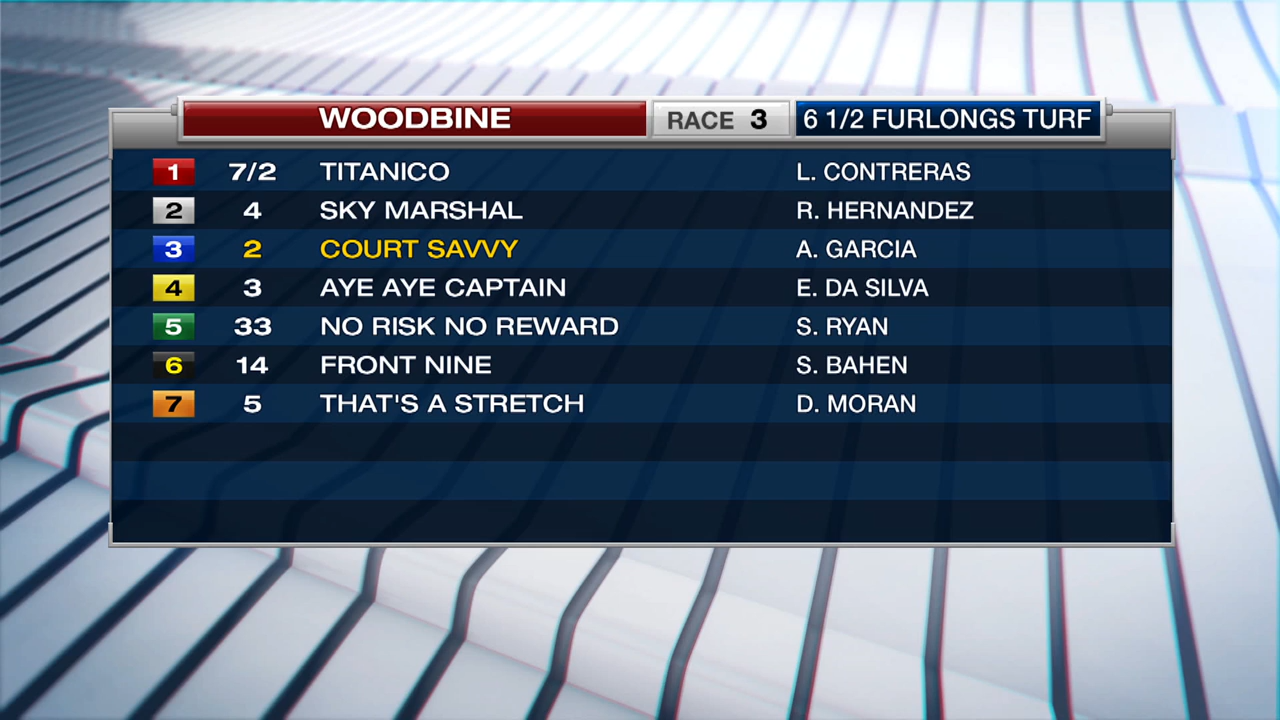 WOODBINE RACE 3 6 1/2 FURLONGS TURF
1 7/2 TITANICO L. CONTRERAS
2 4 SKY MARSHAL R. HERNANDEZ
3 2 COURT SAVVY A. GARCIA
4 3 AYE AYE CAPTAIN E. DA SILVA
5 33 NO RISK NO REWARD S. RYAN
6 14 FRONT NINE S. BAHEN
7 5 THAT'S A STRETCH D. MORAN